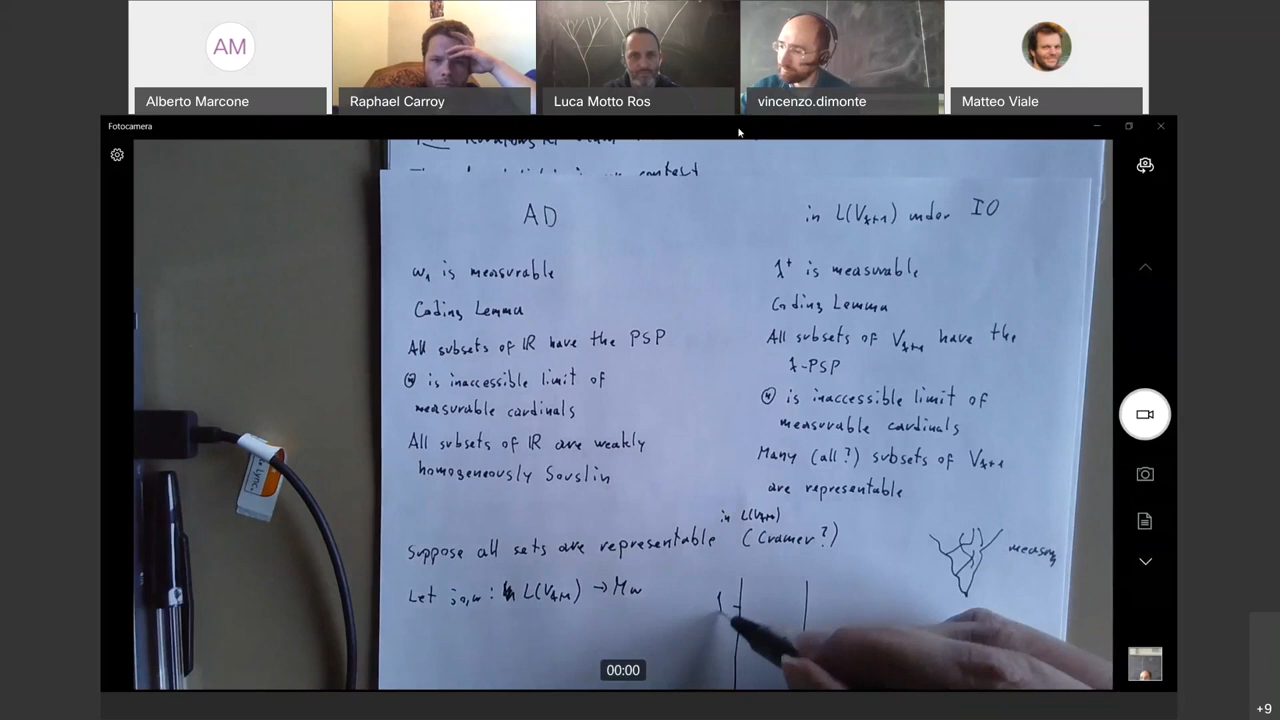 AM
Alberto Marcone
Raphael Carroy
Luca Motto Ros
vincenzo.dimonte
Matteo Viale
Fotocamera
contest
AD
in L(Vλ+1) under I0
ω1 is measurable
λ+ is measurable
Coding Lemma
Coding Lemma
All subsets of IR have the PSP
All subsets of Vλ+1 have the
λ-PSP
Θ is inaccessible limit of
measurable cardinals
Θ is inaccessible limit of
measurable cardinals
All subsets of IR are weakly
homogeneously Souslin
Many (all?) subsets of Vλ+1
are representable
in L(Vλ+1)
Suppose all sets are representable (Cramer?)
measures
Let j0,ω : L(Vλ+1) → Mω
00:00
+9